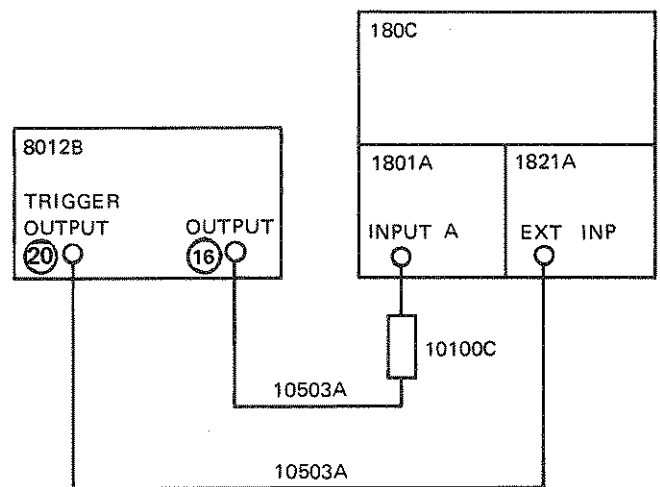 180C
8012B
1801A
1821A
TRIGGER
OUTPUT
OUTPUT
20
16
INPUT A
EXT INP
10100C
10503A
10503A